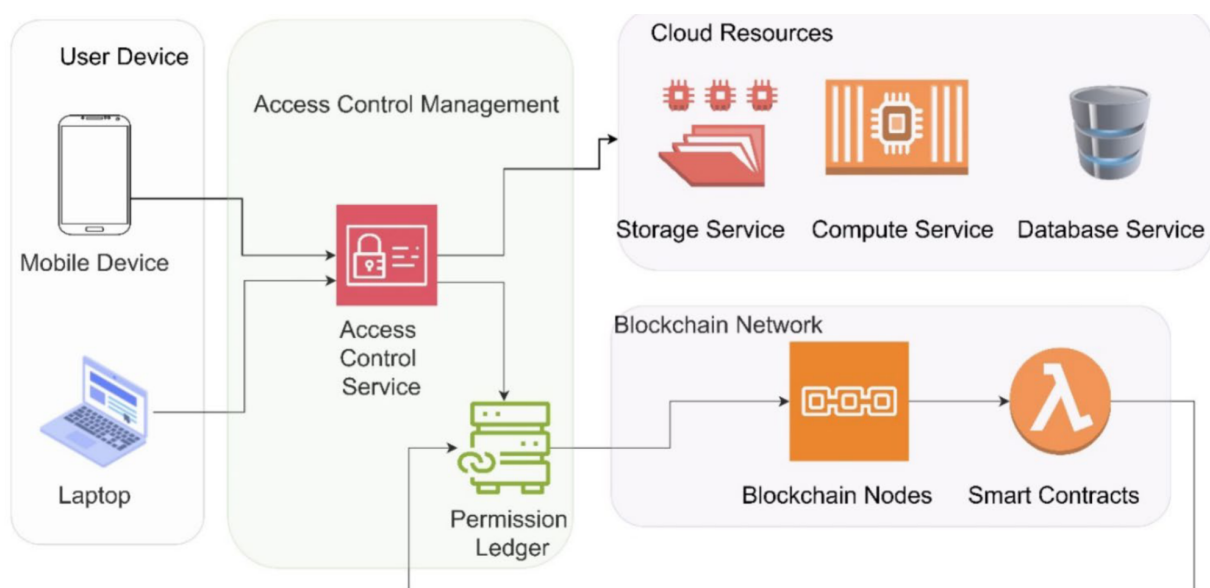 User Device
Mobile Device
Laptop
Access Control Management
Access
Control
Service
Permission
Ledger
Cloud Resources
Storage Service
Compute Service
Database Service
Blockchain Network
Blockchain Nodes
Smart Contracts